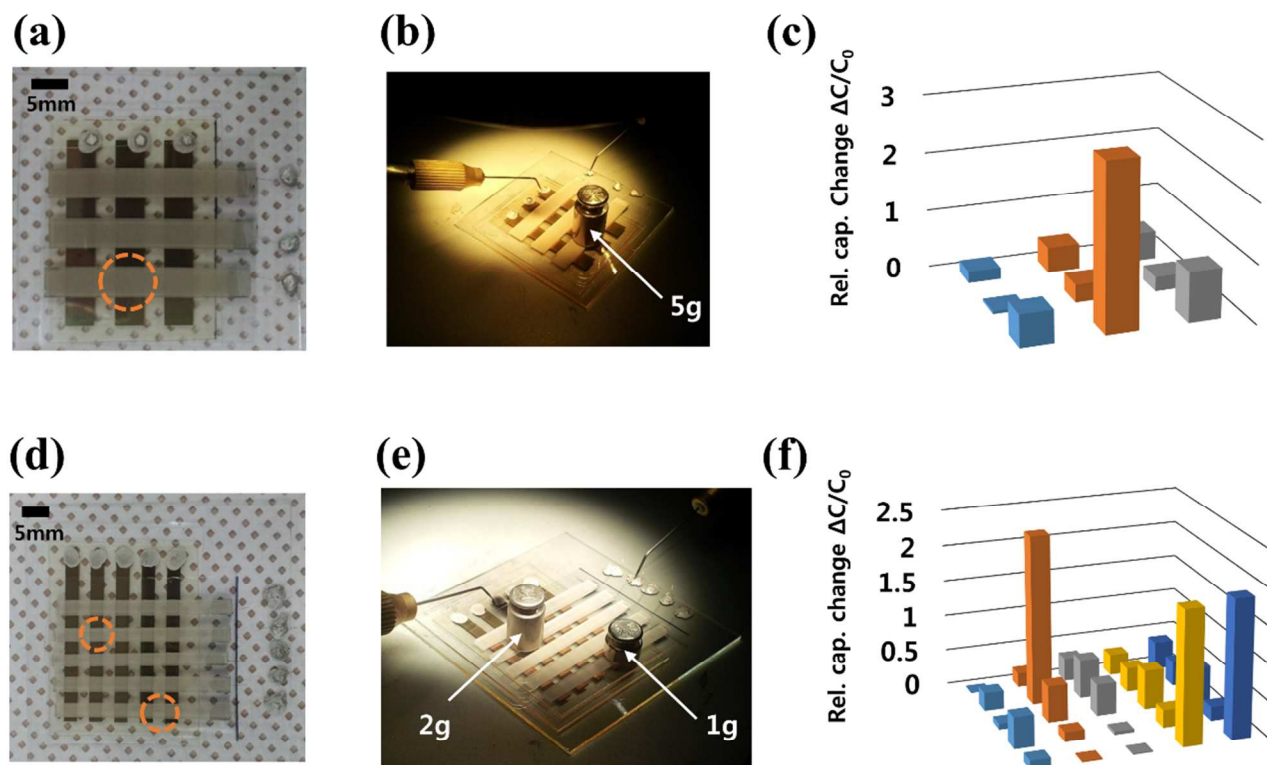 (a)
5mm
(b)
5g
(c)
Rel. cap. Change ΔC/C₀
3
2
1
0
(d)
5mm
(e)
2g
1g
(f)
Rel. cap. change ΔC/C₀
2.5
2
1.5
1
0.5
0